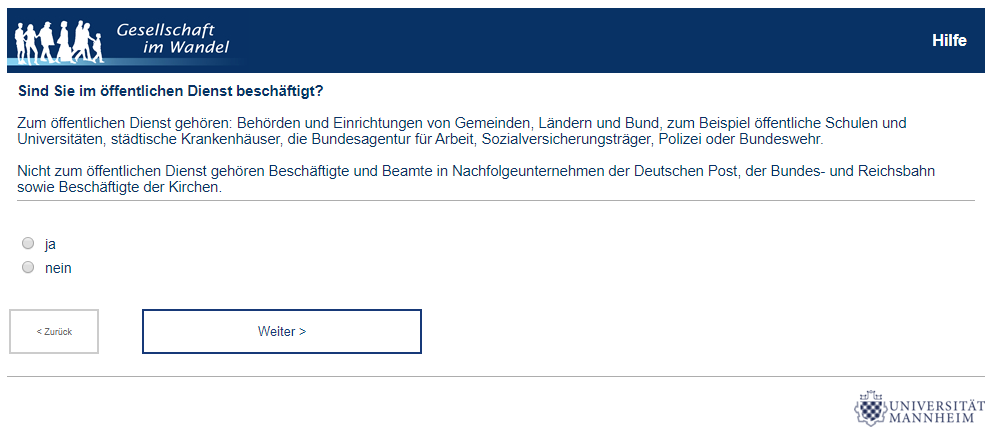 Gesellschaft
im Wandel
Hilfe
Sind Sie im öffentlichen Dienst beschäftigt?
Zum öffentlichen Dienst gehören: Behörden und Einrichtungen von Gemeinden, Ländern und Bund, zum Beispiel öffentliche Schulen und
Universitäten, städtische Krankenhäuser, die Bundesagentur für Arbeit, Sozialversicherungsträger, Polizei oder Bundeswehr.
Nicht zum öffentlichen Dienst gehören Beschäftigte und Beamte in Nachfolgeunternehmen der Deutschen Post, der Bundes- und Reichsbahn
sowie Beschäftigte der Kirchen.
ja
nein
< Zurück
Weiter >
UNIVERSITÄT
MANNHEIM